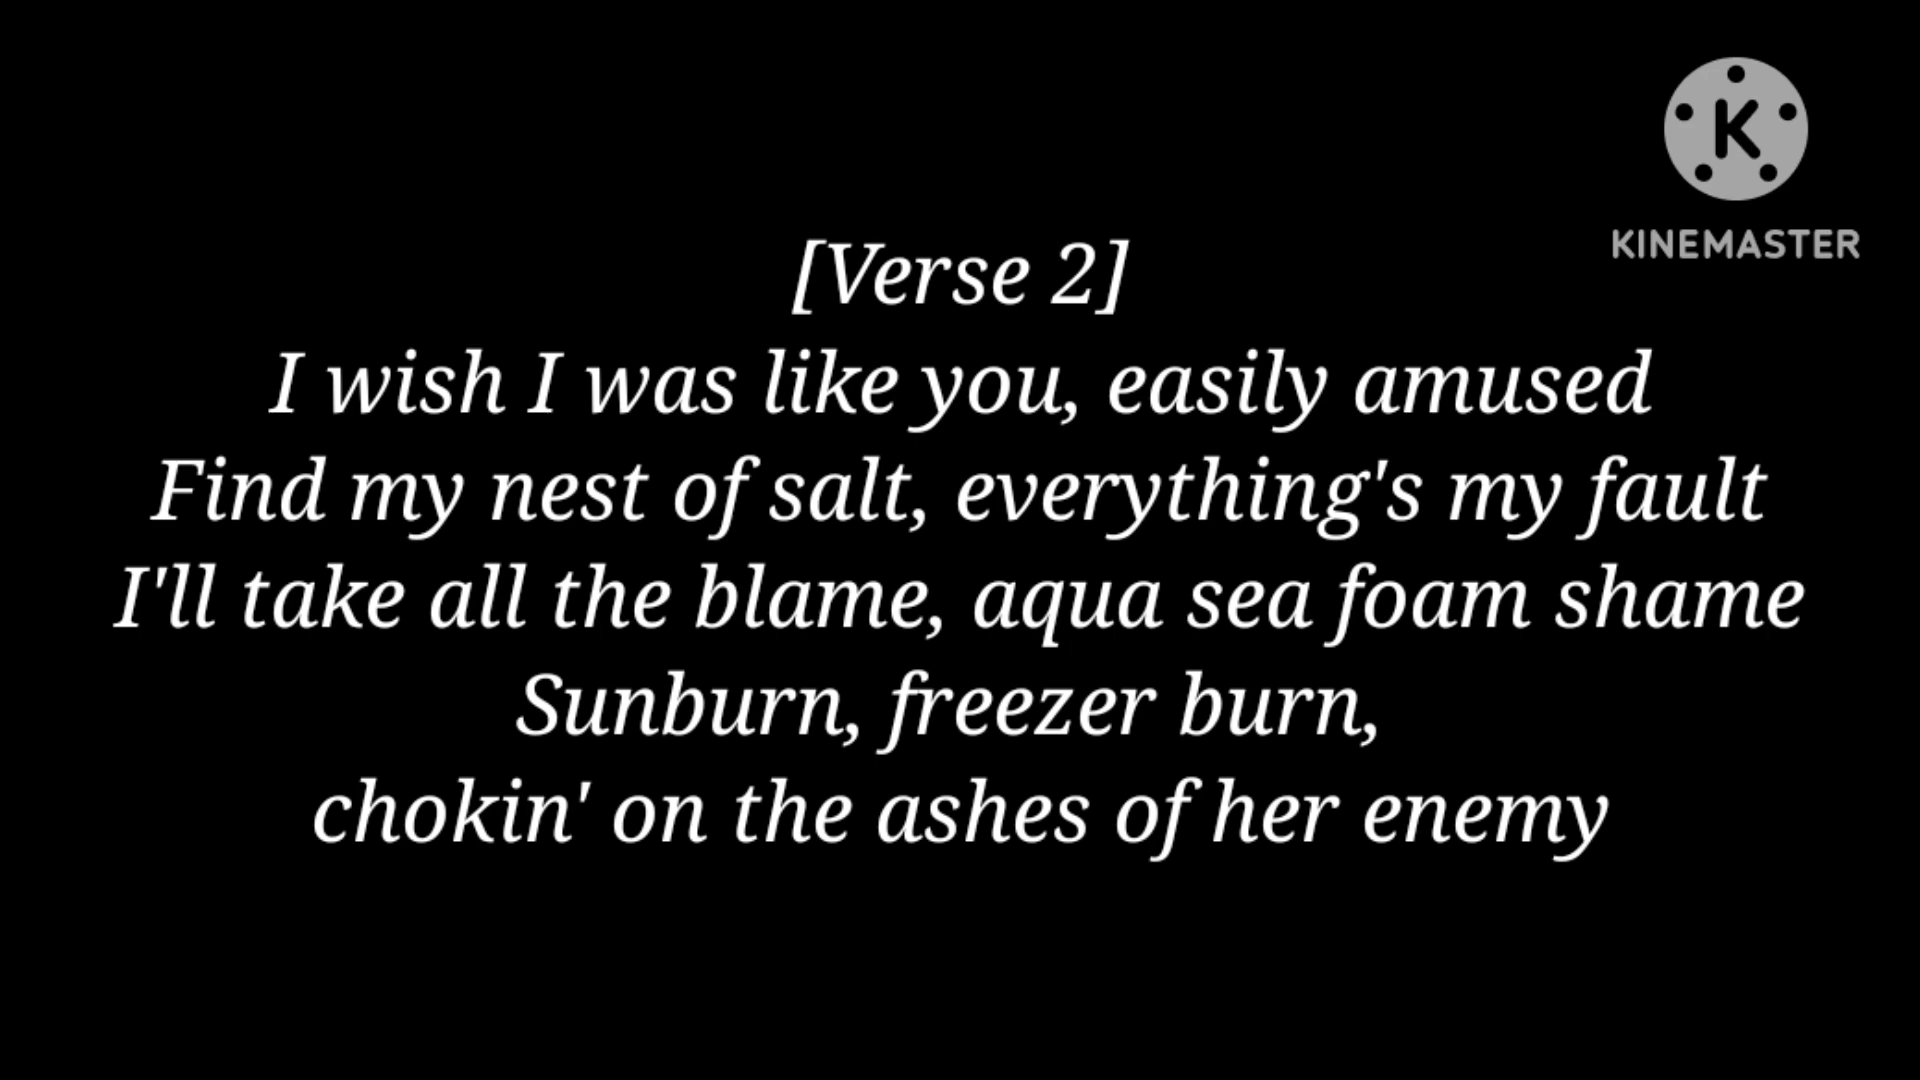 K
KINEMASTER
[Verse 2]
I wish I was like you, easily amused
Find my nest of salt, everything's my fault
I'll take all the blame, aqua sea foam shame
Sunburn, freezer burn,
chokin' on the ashes of her enemy